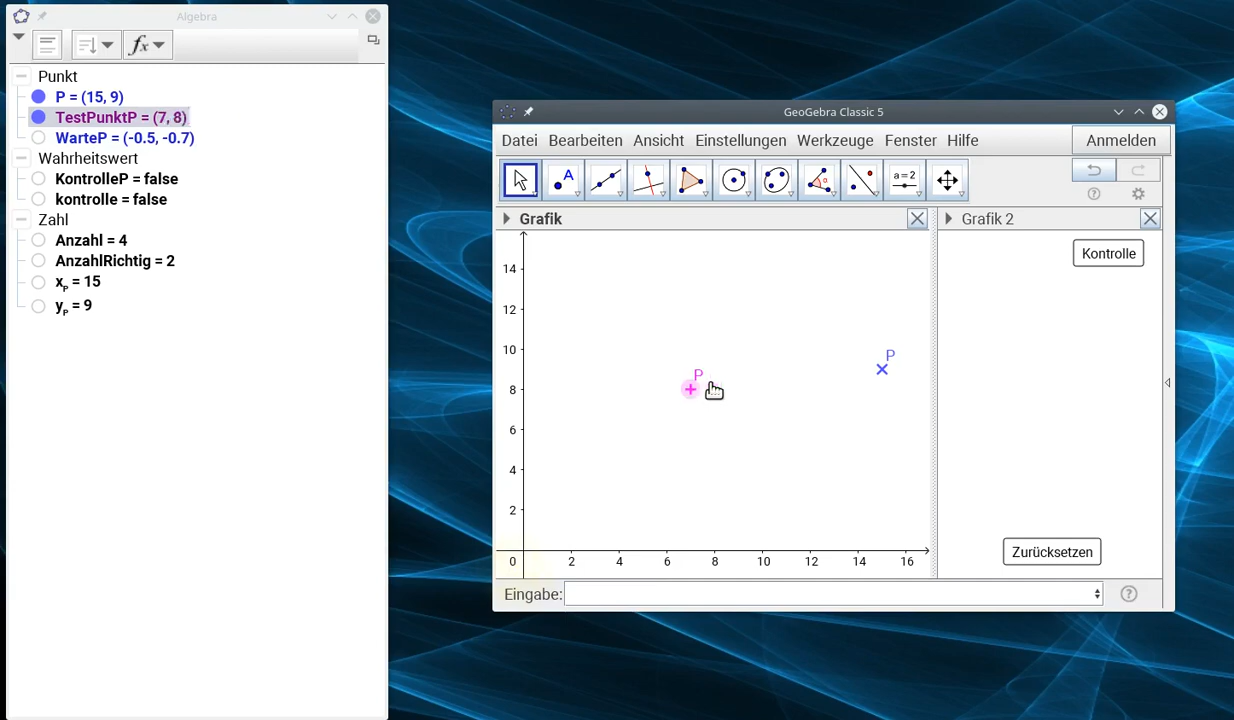 Algebra
fx
Punkt
P = (15, 9)
TestPunktP = (7, 8)
WarteP = (-0.5, -0.7)
Wahrheitswert
KontrolleP = false
kontrolle = false
Zahl
Anzahl = 4
AnzahlRichtig = 2
xP = 15
yP = 9
GeoGebra Classic 5
Datei Bearbeiten Ansicht Einstellungen Werkzeuge Fenster Hilfe Anmelden
A α a=2
Grafik
Grafik 2
Kontrolle
14
12
10
8
6
4
2
P
P
0 2 4 6 8 10 12 14 16
Zurücksetzen
Eingabe: